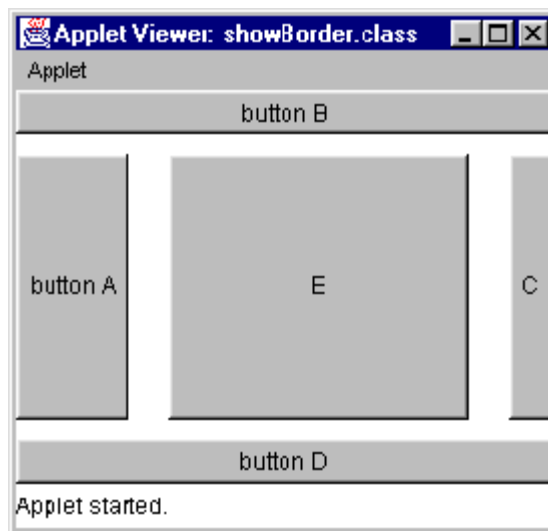 Applet Viewer: showBorder.class
Applet
button B
button A
E
C
button D
Applet started.